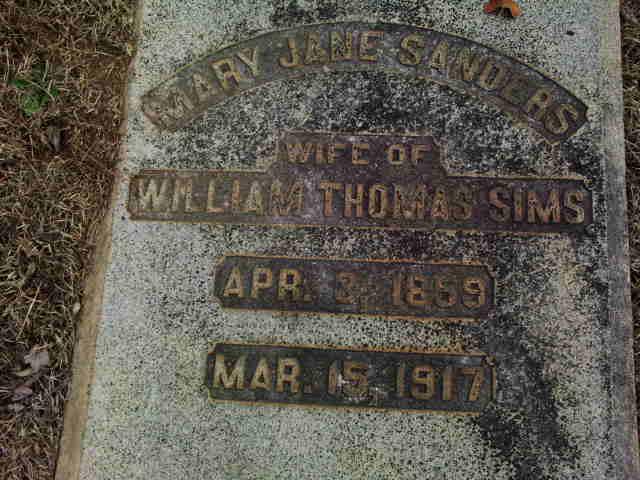 MARY JANE SANDERS
WIFE OF
WILLIAM THOMAS SIMS
APR. 3, 1859
MAR. 15, 1917